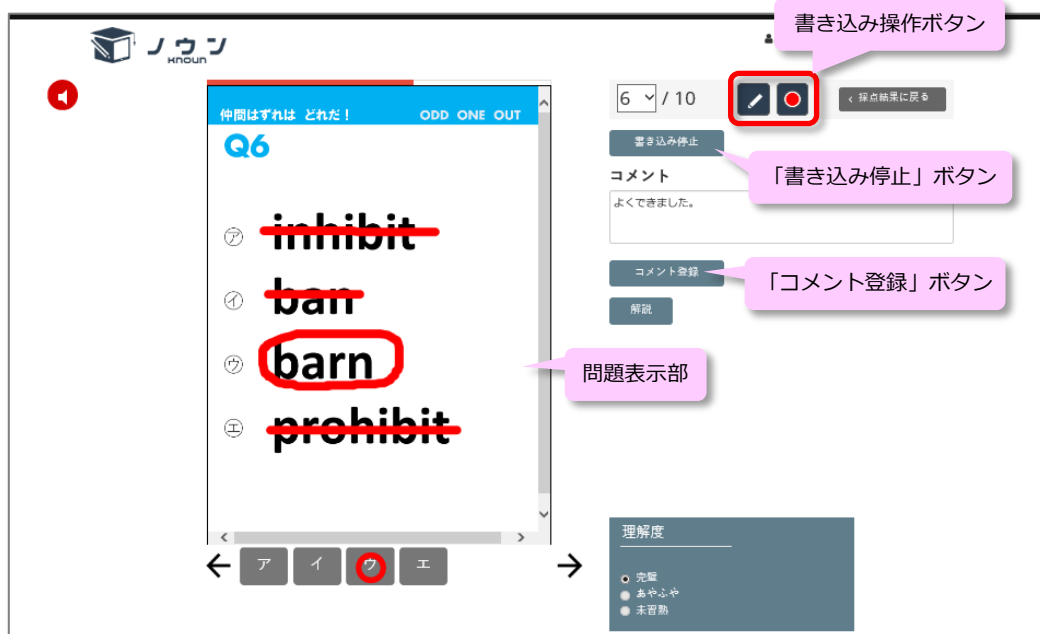 書き込み操作ボタン
ノウン
KNOUN
6 / 10
採点結果に戻る
仲間はずれは どれだ！ ODD ONE OUT
Q6
書き込み停止
「書き込み停止」ボタン
コメント
よくできました。
㋐ inhibit
㋑ ban
㋒ barn
㋓ prohibit
コメント登録
「コメント登録」ボタン
解説
問題表示部
ア イ ウ エ
理解度
完璧
あやふや
未習熟